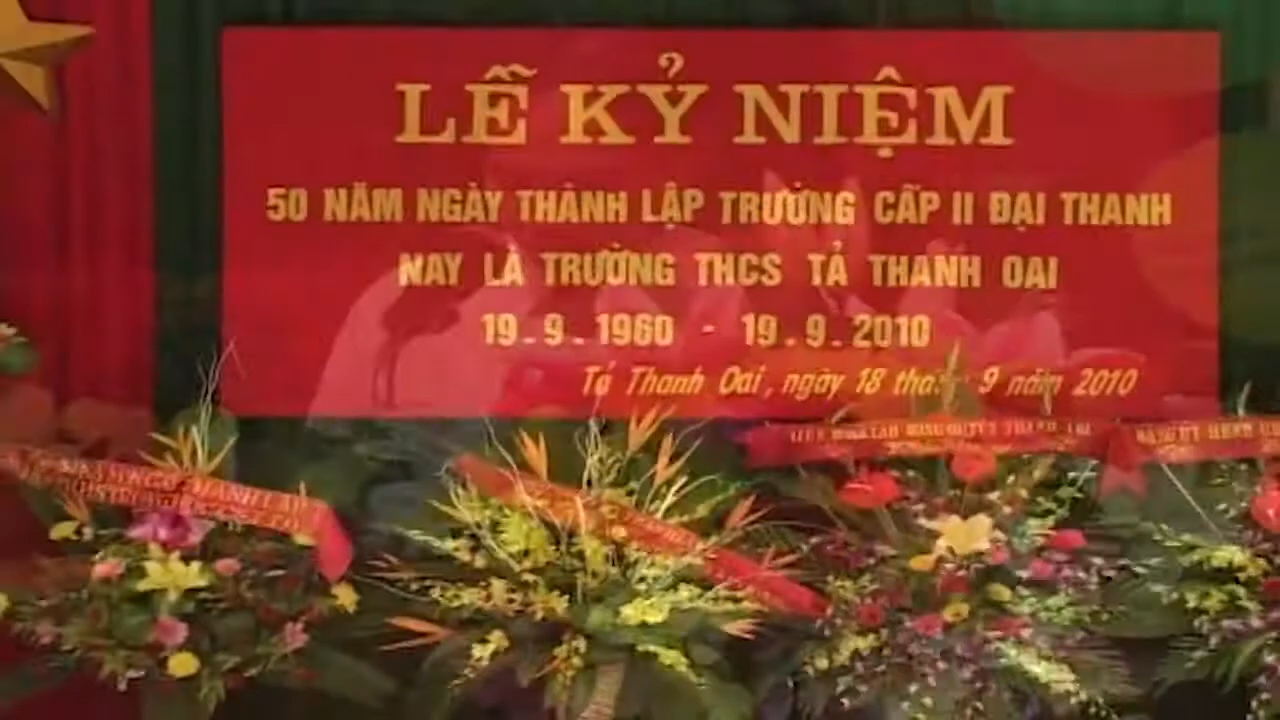 LỄ KỶ NIỆM
50 NĂM NGÀY THÀNH LẬP TRƯỜNG CẤP II ĐẠI THANH
NAY LÀ TRƯỜNG THCS TẢ THANH OAI
19.9.1960 - 19.9.2010
Tả Thanh Oai, ngày 18 tháng 9 năm 2010